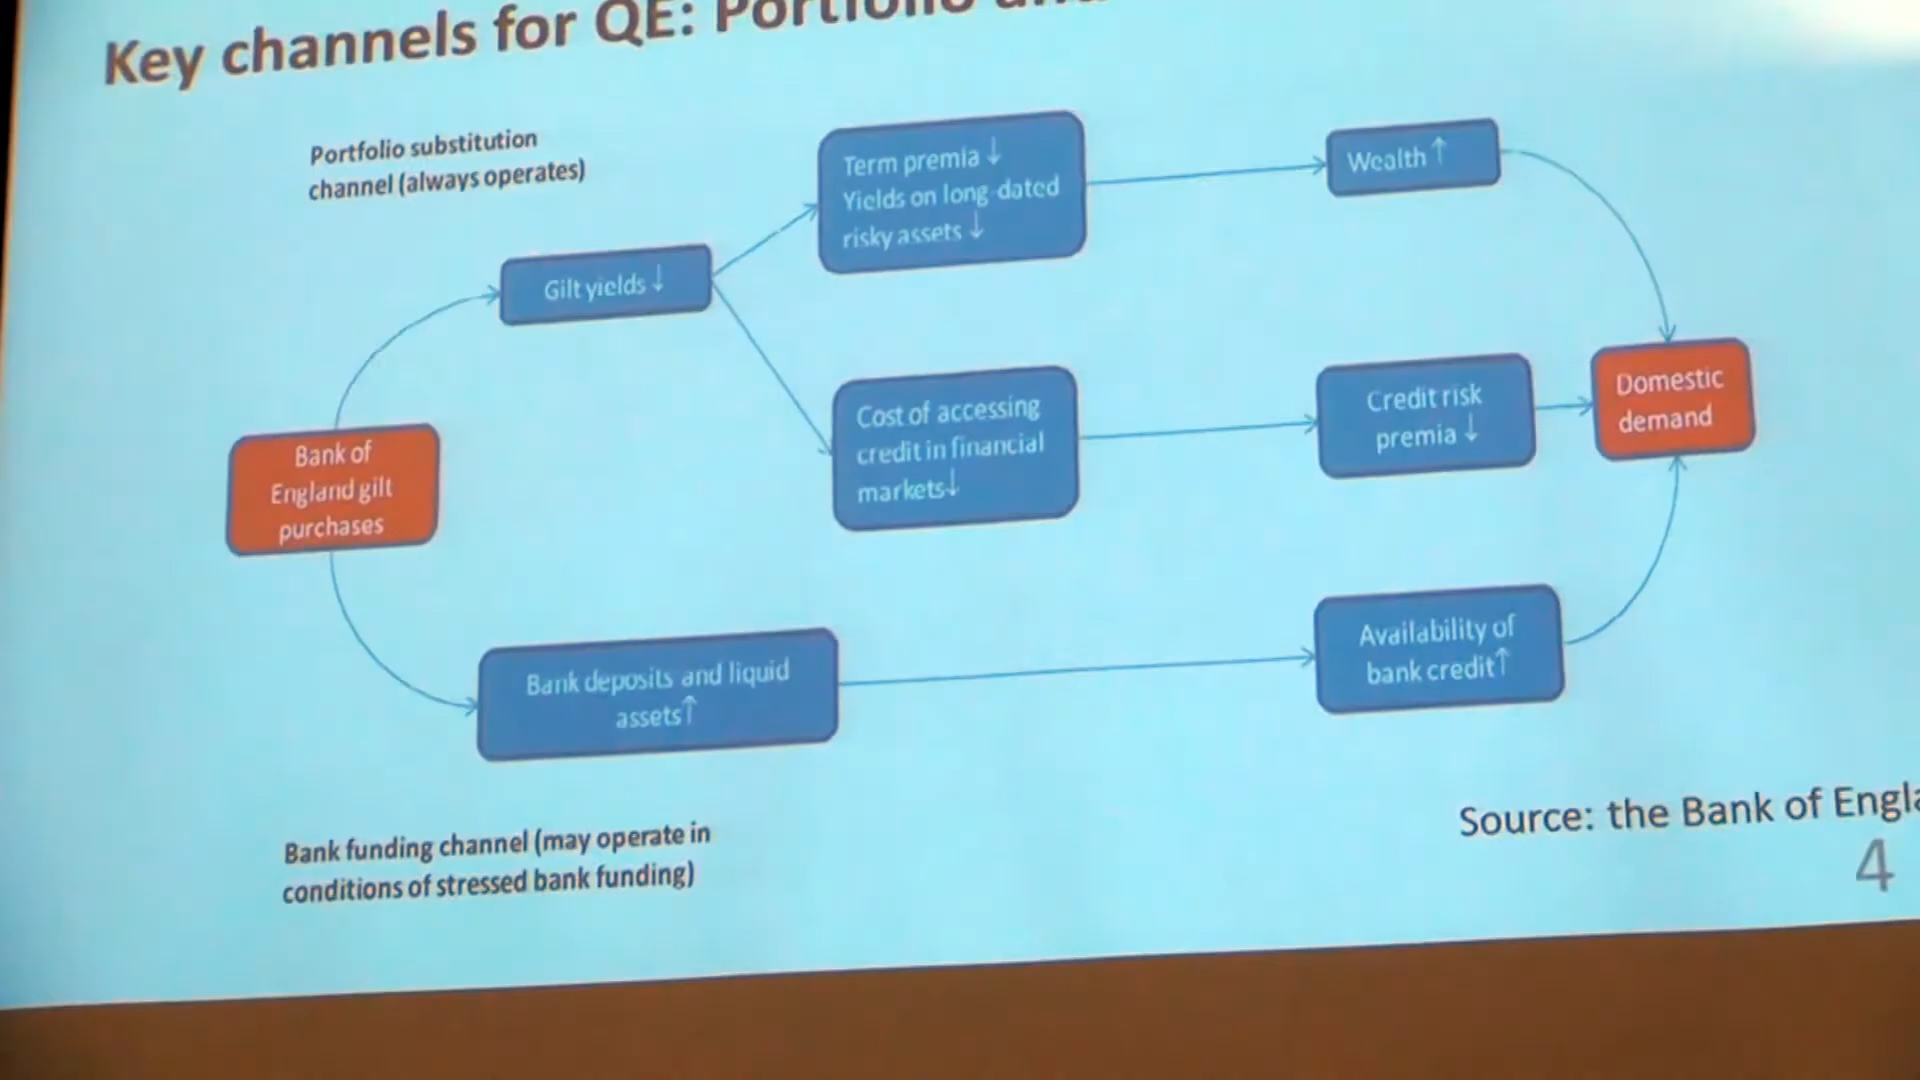 Key channels for QE: Portfolio and
Portfolio substitution
channel (always operates)
Term premia ↓
Yields on long-dated
risky assets ↓
Wealth ↑
Gilt yields ↓
Cost of accessing
credit in financial
markets↓
Credit risk
premia ↓
Domestic
demand
Bank of
England gilt
purchases
Bank deposits and liquid
assets↑
Availability of
bank credit↑
Source: the Bank of Engla
4
Bank funding channel (may operate in
conditions of stressed bank funding)